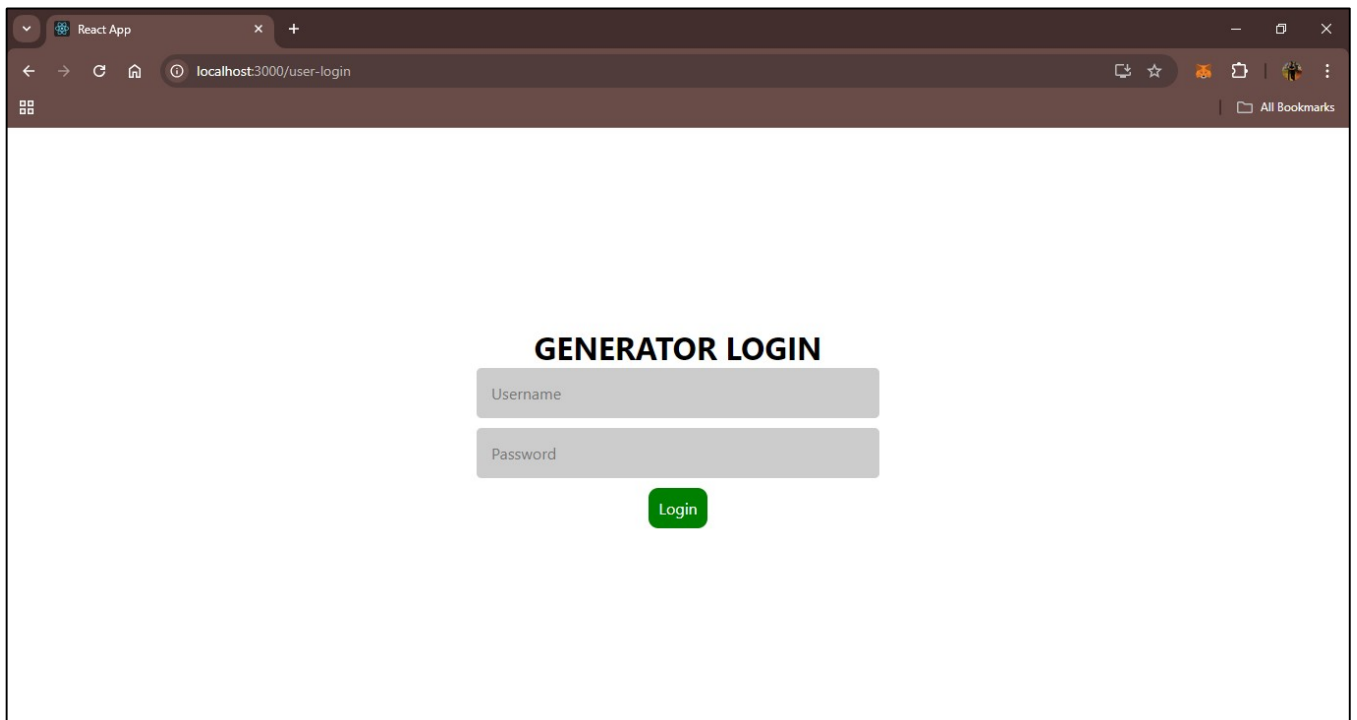 React App
localhost:3000/user-login
All Bookmarks
GENERATOR LOGIN
Username
Password
Login